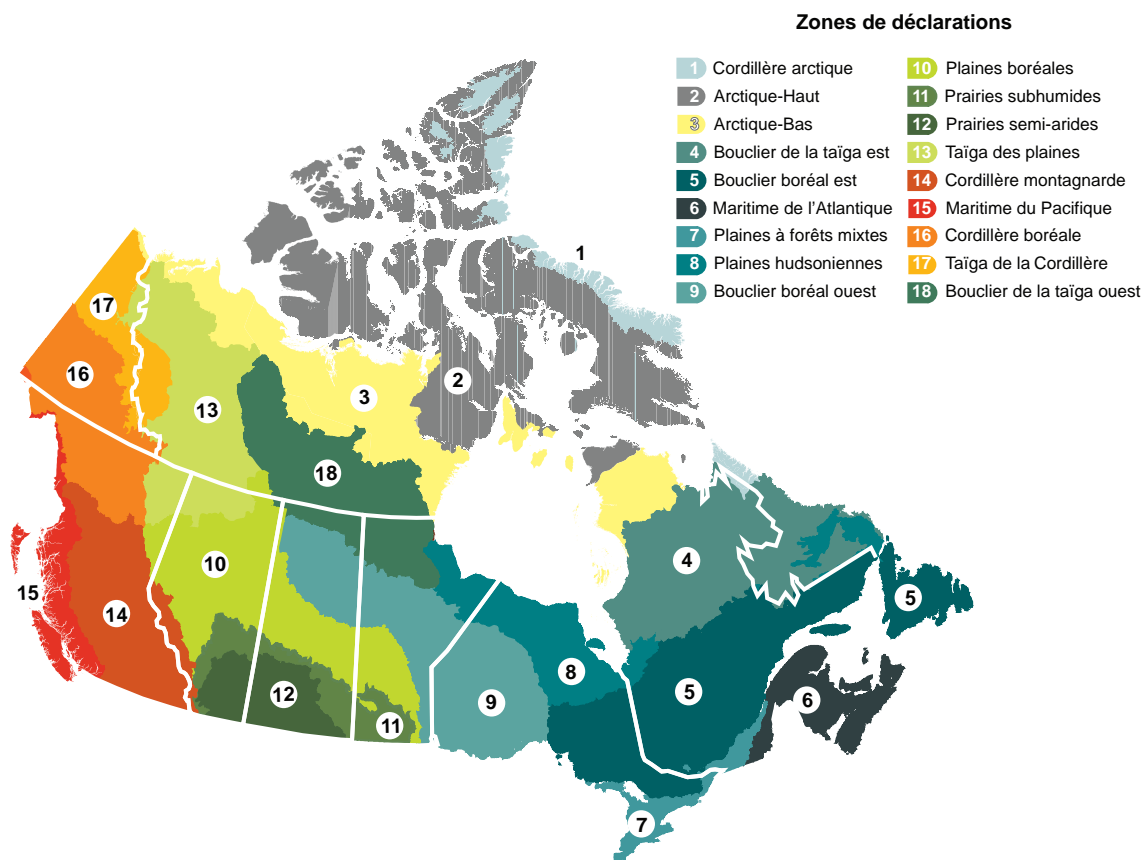 Zones de déclarations
1 Cordillère arctique
2 Arctique-Haut
3 Arctique-Bas
4 Bouclier de la taïga est
5 Bouclier boréal est
6 Maritime de l'Atlantique
7 Plaines à forêts mixtes
8 Plaines hudsoniennes
9 Bouclier boréal ouest
10 Plaines boréales
11 Prairies subhumides
12 Prairies semi-arides
13 Taïga des plaines
14 Cordillère montagnarde
15 Maritime du Pacifique
16 Cordillère boréale
17 Taïga de la Cordillère
18 Bouclier de la taïga ouest
1
17
16
2
3
13
18
10
4
15
5
14
8
12
9
5
6
11
7